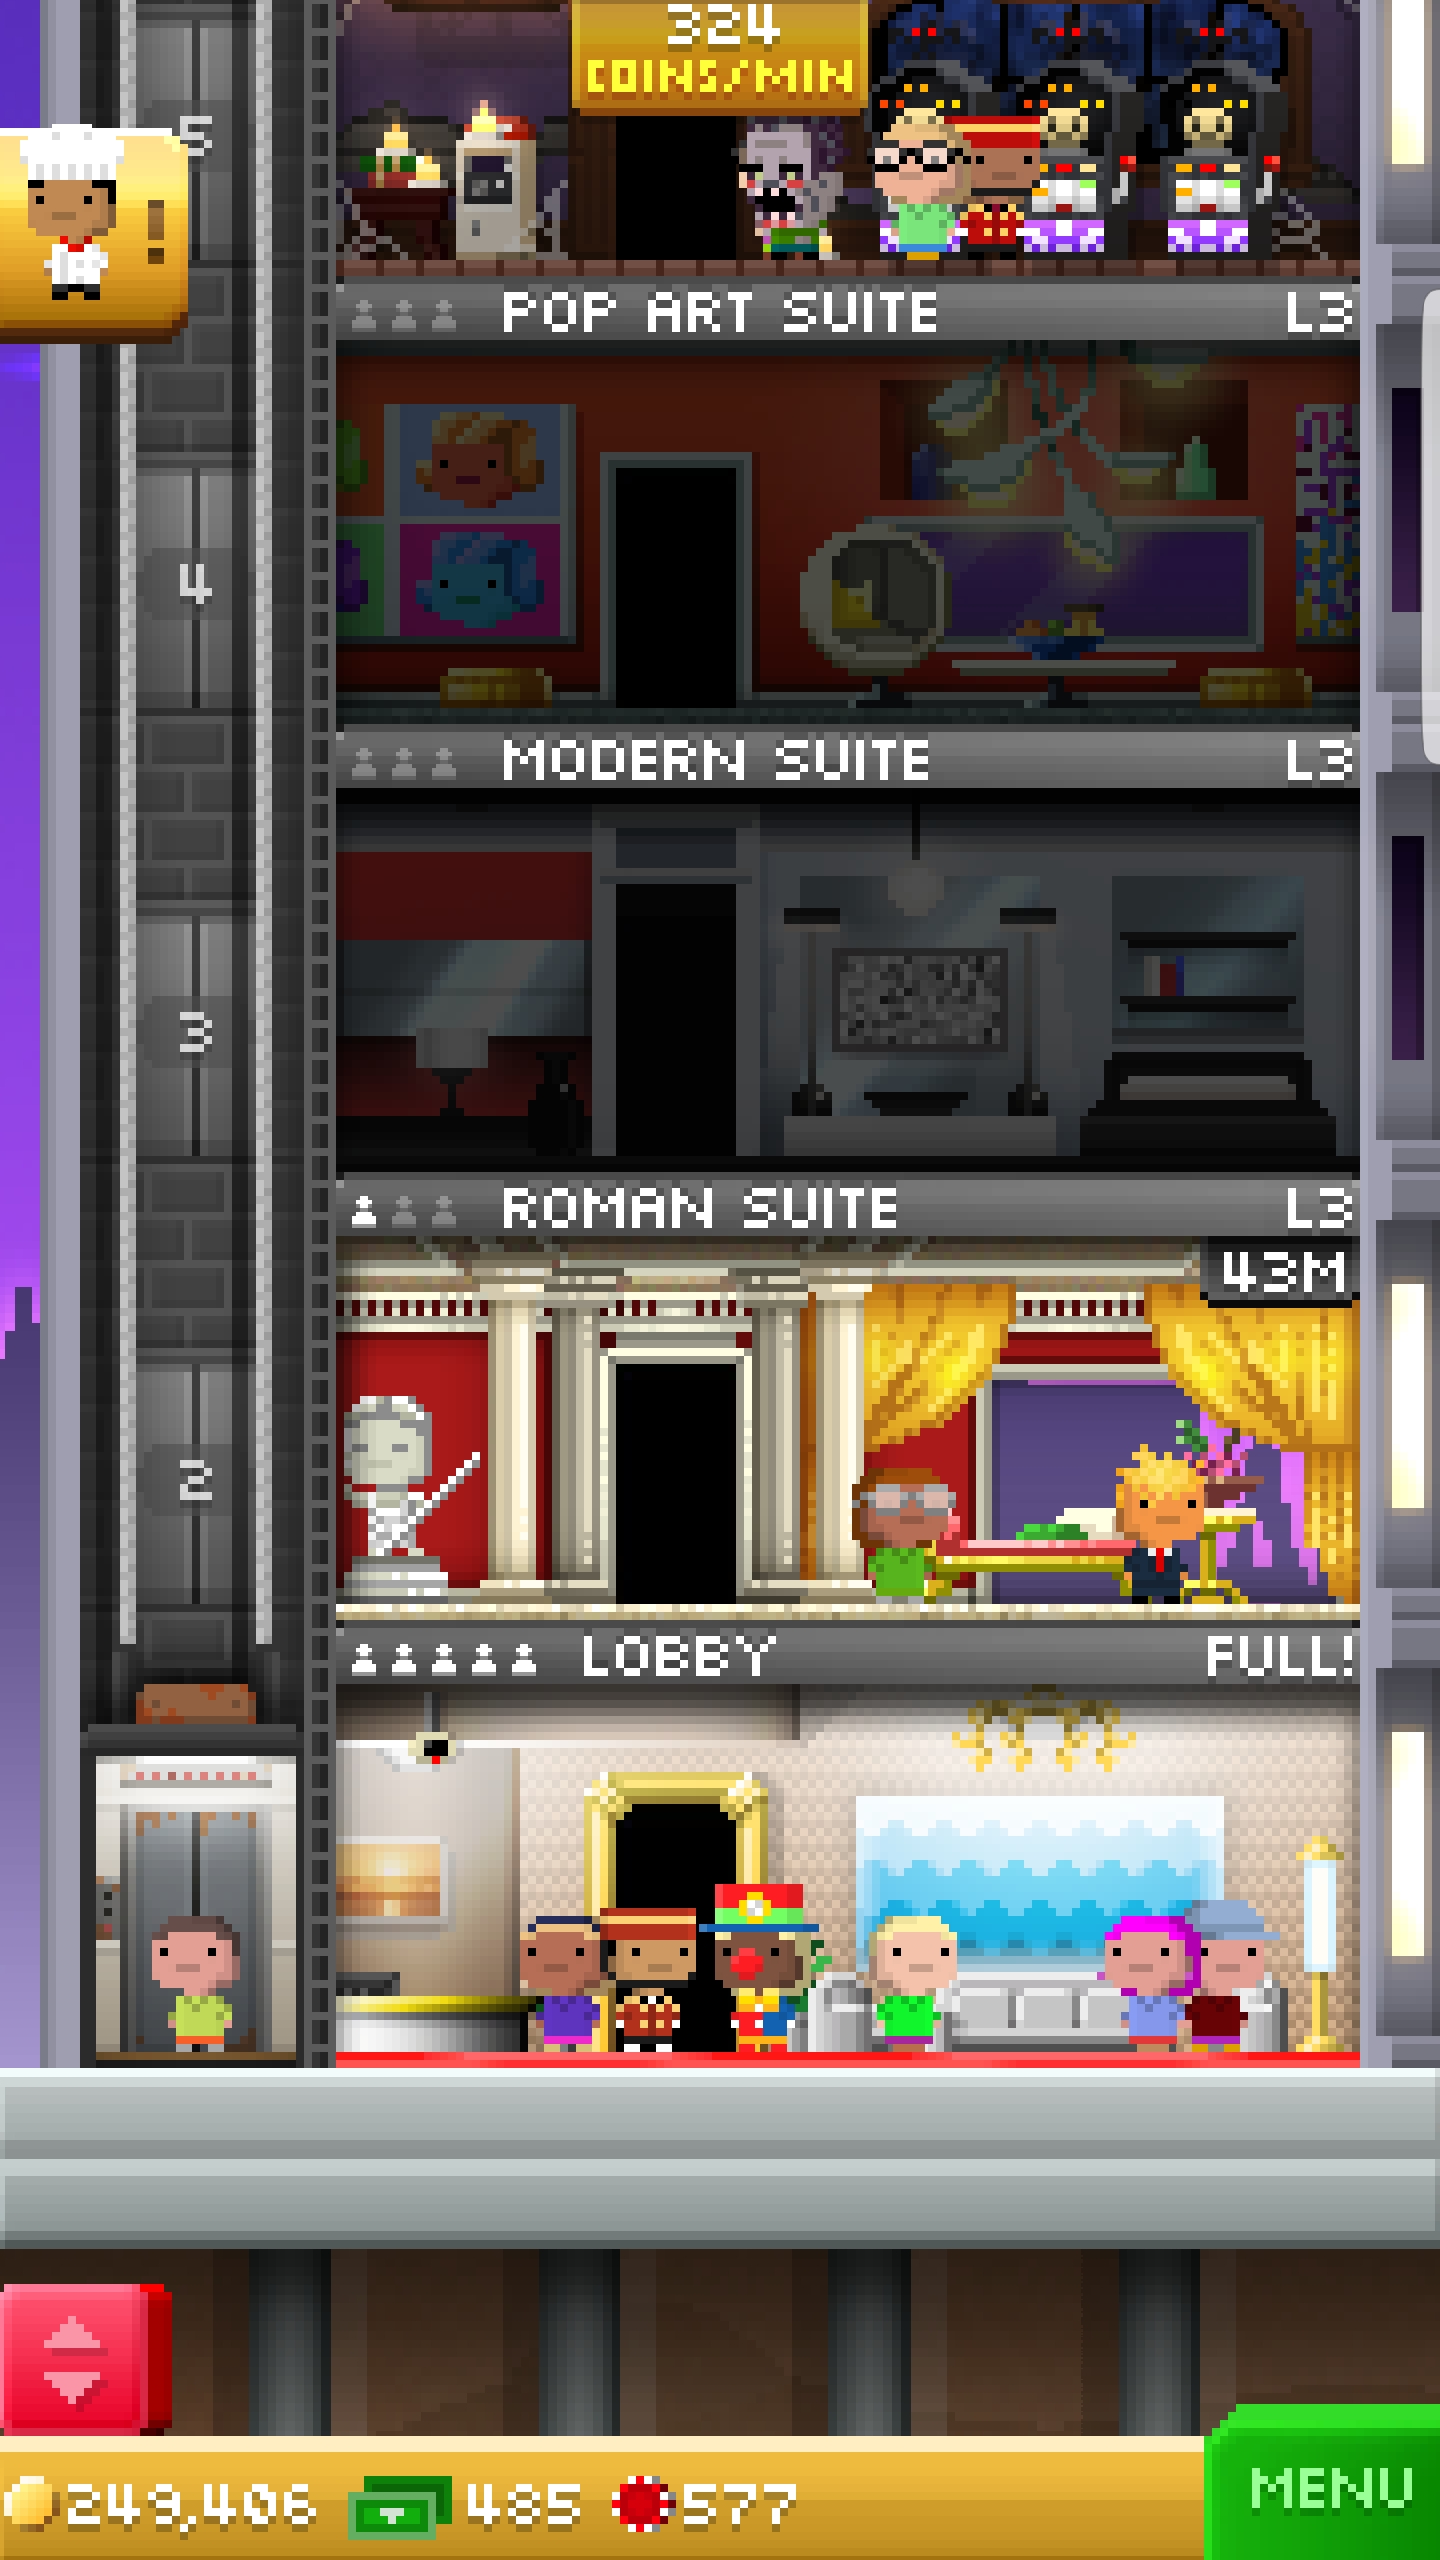 324
COINS/MIN
5
!
POP ART SUITE L3
4
MODERN SUITE L3
3
ROMAN SUITE L3
43M
2
LOBBY FULL!
249,406 485 577
MENU